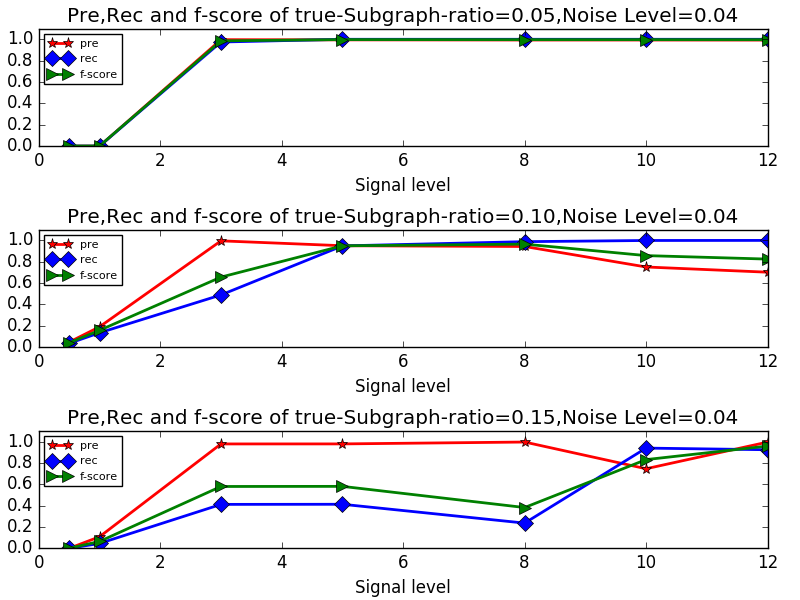 Pre,Rec and f-score of true-Subgraph-ratio=0.05,Noise Level=0.04
1.0
0.8
0.6
0.4
0.2
0.0
pre
rec
f-score
0 2 4 6 8 10 12
Signal level
Pre,Rec and f-score of true-Subgraph-ratio=0.10,Noise Level=0.04
1.0
0.8
0.6
0.4
0.2
0.0
pre
rec
f-score
0 2 4 6 8 10 12
Signal level
Pre,Rec and f-score of true-Subgraph-ratio=0.15,Noise Level=0.04
1.0
0.8
0.6
0.4
0.2
0.0
pre
rec
f-score
0 2 4 6 8 10 12
Signal level